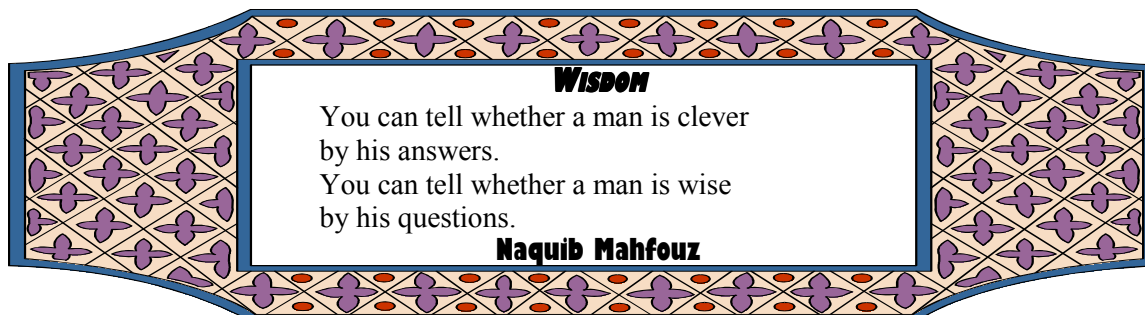 WISDOM
You can tell whether a man is clever
by his answers.
You can tell whether a man is wise
by his questions.
Naquib Mahfouz